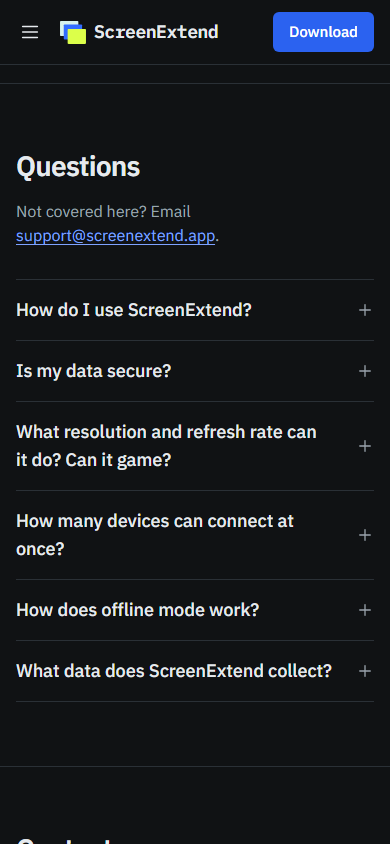 ScreenExtend
Download
Questions
Not covered here? Email
support@screenextend.app.
How do I use ScreenExtend?
Is my data secure?
What resolution and refresh rate can
it do? Can it game?
How many devices can connect at
once?
How does offline mode work?
What data does ScreenExtend collect?